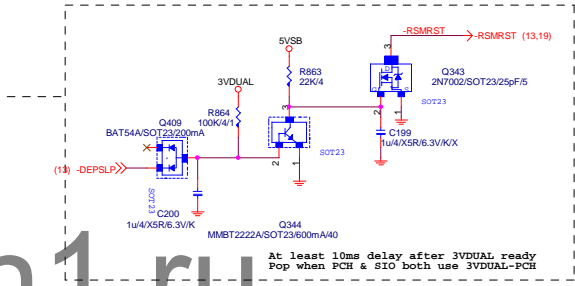 -RSMRST
3
-RSMRST (13,19)
5VSB
R863
22K/4
Q343
2N7002/SOT23/25pF/5
D
G
S
2
1
SOT23
3VDUAL
R864
100K/4/1
3
Q409
BAT54A/SOT23/200mA
C199
1u/4/X5R/6.3V/K/X
SOT23
2
1
(13) -DEPSLP
SOT23
C200
1u/4/X5R/6.3V/K
Q344
MMBT2222A/SOT23/600mA/40
At least 10ms delay after 3VDUAL ready
Pop when PCH & SIO both use 3VDUAL-PCH